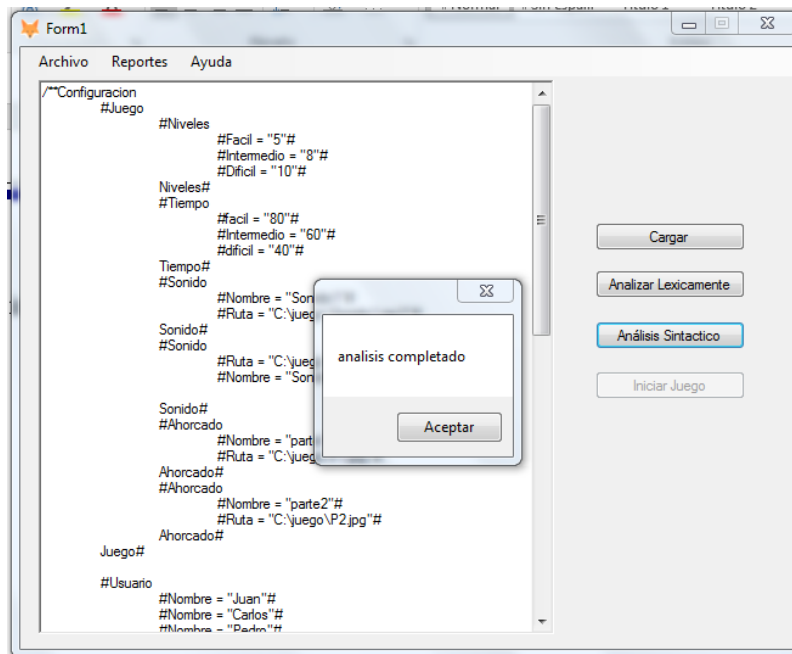 Form1
Archivo Reportes Ayuda
/**Configuracion
#Juego
#Niveles
#Facil = "5"#
#Intermedio = "8"#
#Dificil = "10"#
Niveles#
#Tiempo
#facil = "80"#
#Intermedio = "60"#
#dificil = "40"#
Tiempo#
#Sonido
#Nombre = "Son
#Ruta = "C:\jueg
Sonido#
#Sonido
#Ruta = "C:\jueg
#Nombre = "Son
Sonido#
#Ahorcado
#Nombre = "part
#Ruta = "C:\jueg
Ahorcado#
#Ahorcado
#Nombre = "parte2"#
#Ruta = "C:\juego\P2.jpg"#
Ahorcado#
Juego#
#Usuario
#Nombre = "Juan"#
#Nombre = "Carlos"#
#Nombre = "Pedro"#
analisis completado
Aceptar
Cargar
Analizar Lexicamente
Análisis Sintactico
Iniciar Juego